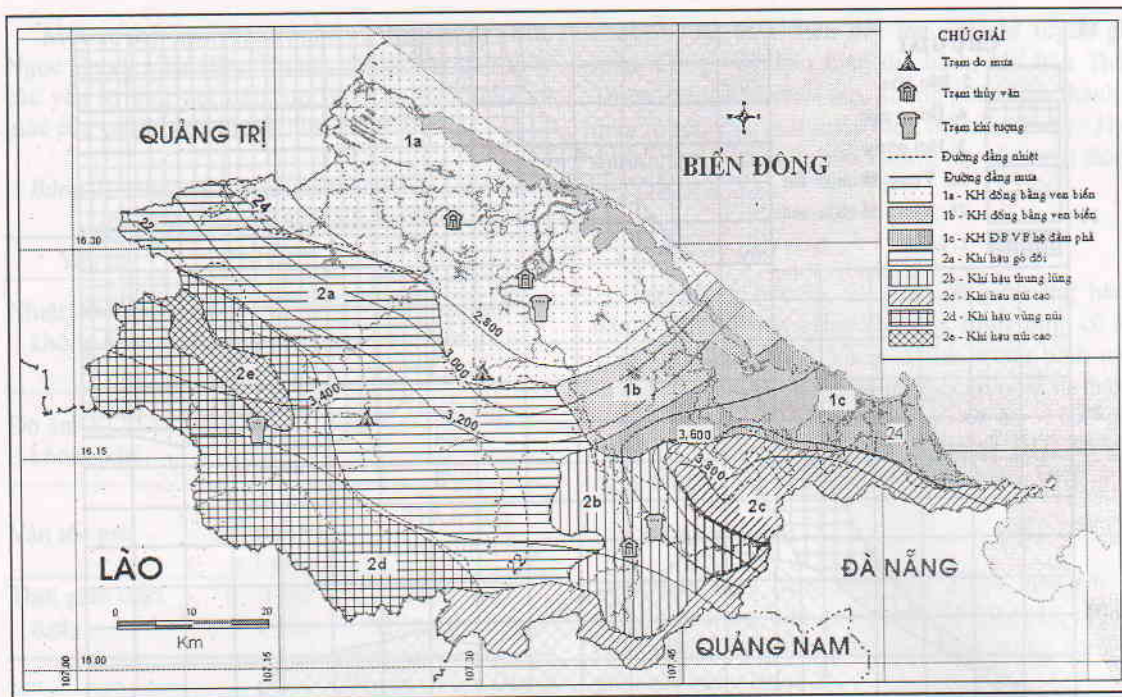 QUẢNG TRỊ
BIỂN ĐÔNG
CHÚ GIẢI
Trạm đo mưa
Trạm thủy văn
Trạm khí tượng
Đường đẳng nhiệt
Đường đẳng mưa
1a - KH đồng bằng ven biển
1b - KH đồng bằng ven biển
1c - KH ĐB VB hệ đầm phá
2a - Khí hậu gò đồi
2b - Khí hậu thung lũng
2c - Khí hậu núi cao
2d - Khí hậu vùng núi
2e - Khí hậu núi cao
1a
24
22
16.30
2a
2,800
3,000
2e
3,400
1b
1c
3,200
3,600
24
16.15
3,800
2b
2c
LÀO
2d
22
ĐÀ NẴNG
0 10 20
Km
QUẢNG NAM
16.00
107.00
107.15
107.30
107.45